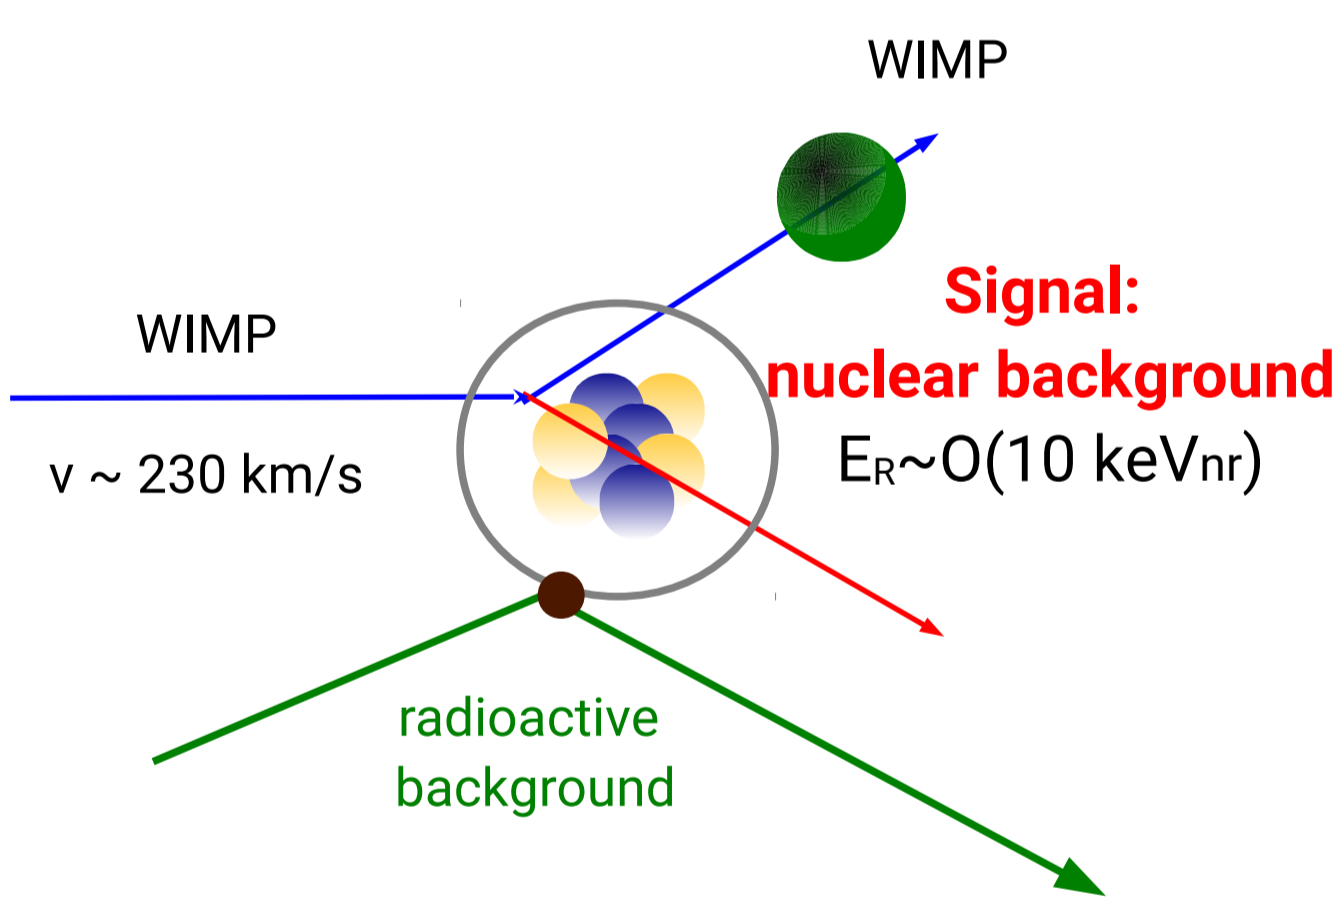 WIMP
WIMP
v ~ 230 km/s
Signal:
nuclear background
ER~O(10 keVnr)
radioactive
background